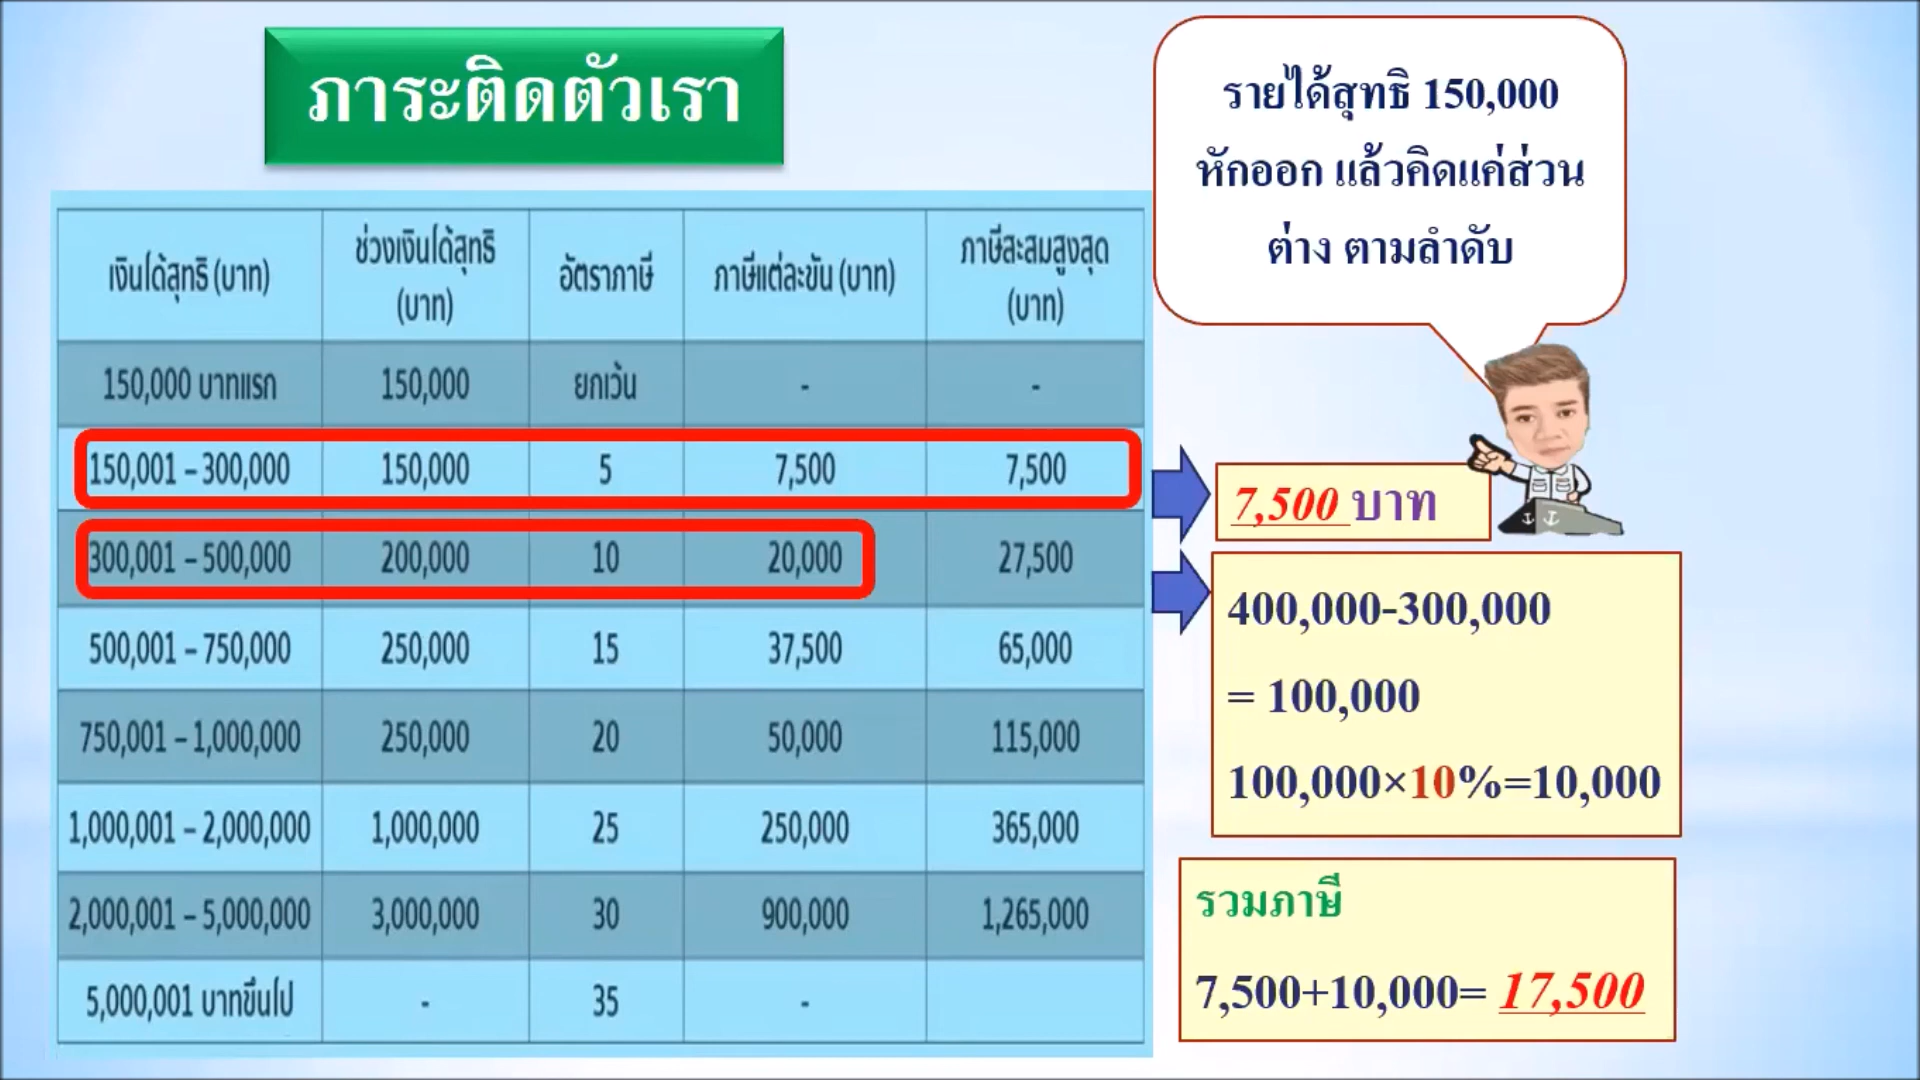 ภาระติดตัวเรา
รายได้สุทธิ 150,000
หักออก แล้วคิดแค่ส่วน
ต่าง ตามลำดับ
เงินได้สุทธิ (บาท) ช่วงเงินได้สุทธิ (บาท) อัตราภาษี ภาษีแต่ละขั้น (บาท) ภาษีสะสมสูงสุด (บาท)
150,000 บาทแรก 150,000 ยกเว้น - -
150,001 – 300,000 150,000 5 7,500 7,500
300,001 – 500,000 200,000 10 20,000 27,500
500,001 – 750,000 250,000 15 37,500 65,000
750,001 – 1,000,000 250,000 20 50,000 115,000
1,000,001 – 2,000,000 1,000,000 25 250,000 365,000
2,000,001 – 5,000,000 3,000,000 30 900,000 1,265,000
5,000,001 บาทขึ้นไป - 35 -
7,500 บาท
400,000-300,000
= 100,000
100,000×10%=10,000
รวมภาษี
7,500+10,000= 17,500